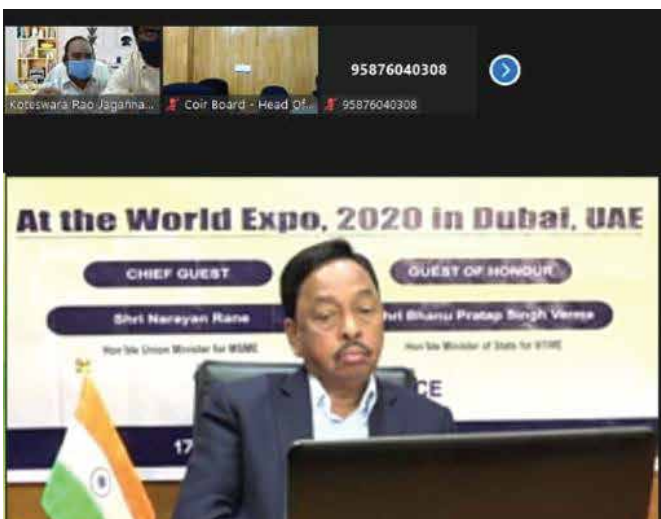 95876040308
Koteswara Rao Jaganna...
Coir Board - Head Of...
95876040308
At the World Expo, 2020 in Dubai, UAE
CHIEF GUEST
GUEST OF HONOUR
Shri Narayan Rane
hri Bhanu Pratap Singh Verma
Hon'ble Union Minister for MSME
Hon'ble Minister of State for MSME
CE
17